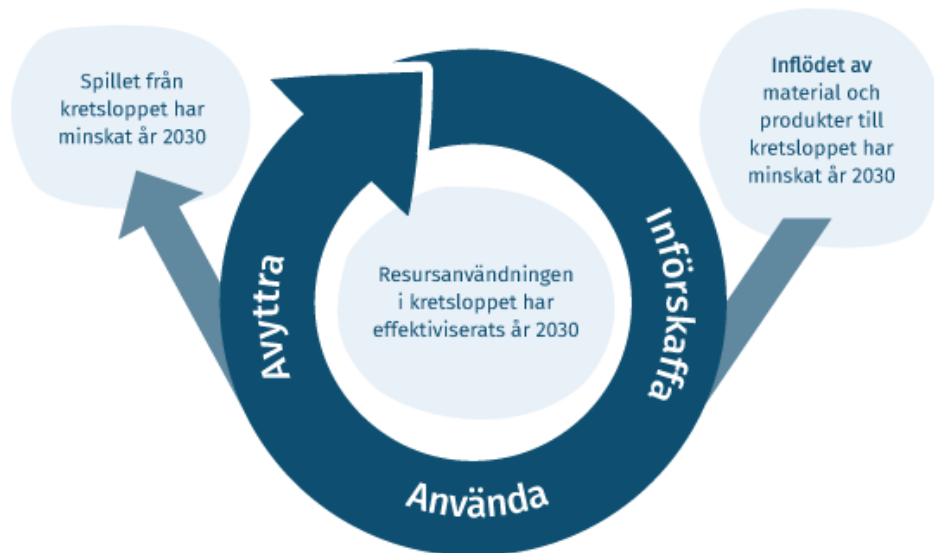 Spillet från
kretsloppet har
minskat år 2030
Inflödet av
material och
produkter till
kretsloppet har
minskat år 2030
Resursanvändningen
i kretsloppet har
effektiviserats år 2030
Avyttra
Införskaffa
Använda